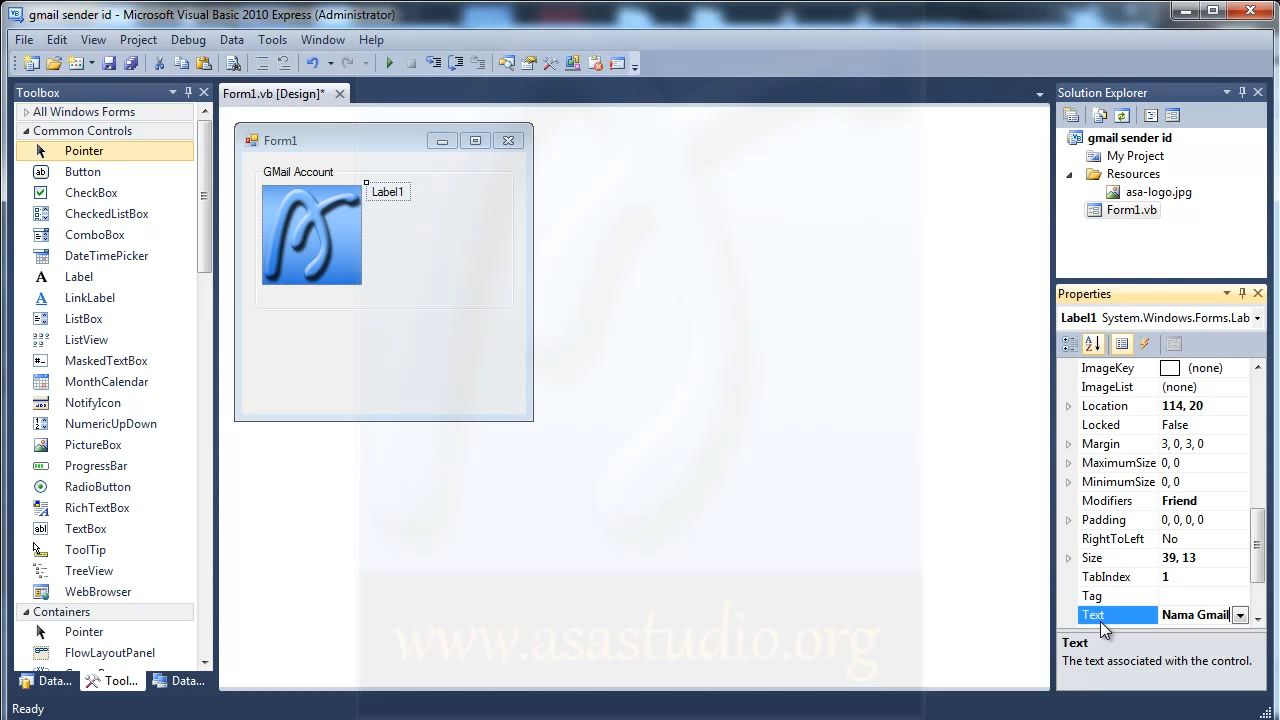 gmail sender id - Microsoft Visual Basic 2010 Express (Administrator)
File Edit View Project Debug Data Tools Window Help
Toolbox
All Windows Forms
Common Controls
Pointer
Button
CheckBox
CheckedListBox
ComboBox
DateTimePicker
Label
LinkLabel
ListBox
ListView
MaskedTextBox
MonthCalendar
NotifyIcon
NumericUpDown
PictureBox
ProgressBar
RadioButton
RichTextBox
TextBox
ToolTip
TreeView
WebBrowser
Containers
Pointer
FlowLayoutPanel
Data... Tool... Data...
Ready
Form1.vb [Design]*
Form1
GMail Account
Label1
www.asastudio.org
Solution Explorer
gmail sender id
My Project
Resources
asa-logo.jpg
Form1.vb
Properties
Label1 System.Windows.Forms.Lab
ImageKey (none)
ImageList (none)
Location 114, 20
Locked False
Margin 3, 0, 3, 0
MaximumSize 0, 0
MinimumSize 0, 0
Modifiers Friend
Padding 0, 0, 0, 0
RightToLeft No
Size 39, 13
TabIndex 1
Tag
Text Nama Gmail
Text
The text associated with the control.